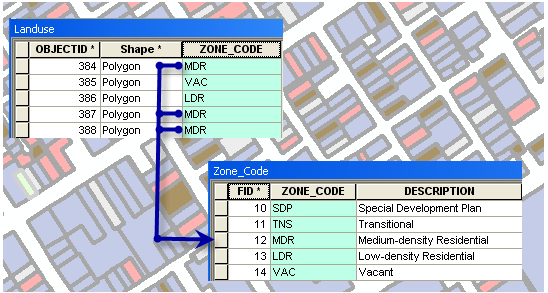 Landuse
OBJECTID * Shape * ZONE_CODE
384 Polygon MDR
385 Polygon VAC
386 Polygon LDR
387 Polygon MDR
388 Polygon MDR
Zone_Code
FID * ZONE_CODE DESCRIPTION
10 SDP Special Development Plan
11 TNS Transitional
12 MDR Medium-density Residential
13 LDR Low-density Residential
14 VAC Vacant